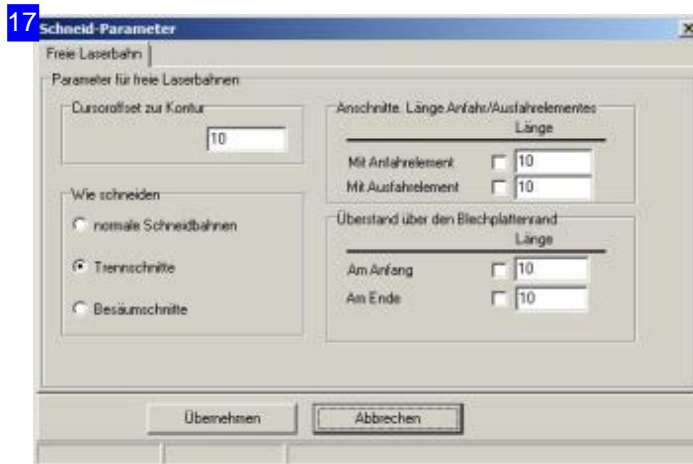 17
Schneid-Parameter
Freie Laserbahn
Parameter für freie Laserbahnen
Cursoroffset zur Kontur
10
Wie schneiden
normale Schneidbahnen
Trennschnitte
Besäumschnitte
Anschnitte. Länge Anfahr/Ausfahrelementes
Länge
Mit Anfahrelement 10
Mit Ausfahrelement 10
Überstand über den Blechplattenrand
Länge
Am Anfang 10
Am Ende 10
Übernehmen Abbrechen